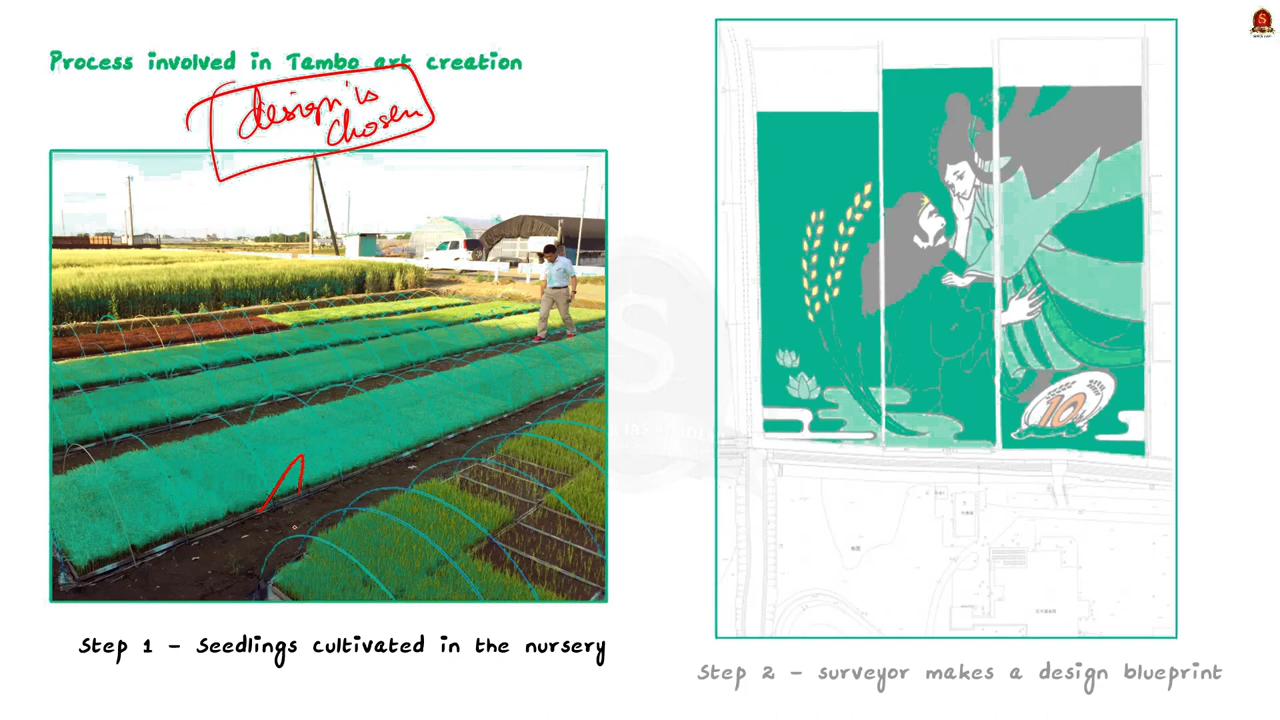 Process involved in Tambo art creation
design is
chosen
10
Step 1 - Seedlings cultivated in the nursery
Step 2 - surveyor makes a design blueprint